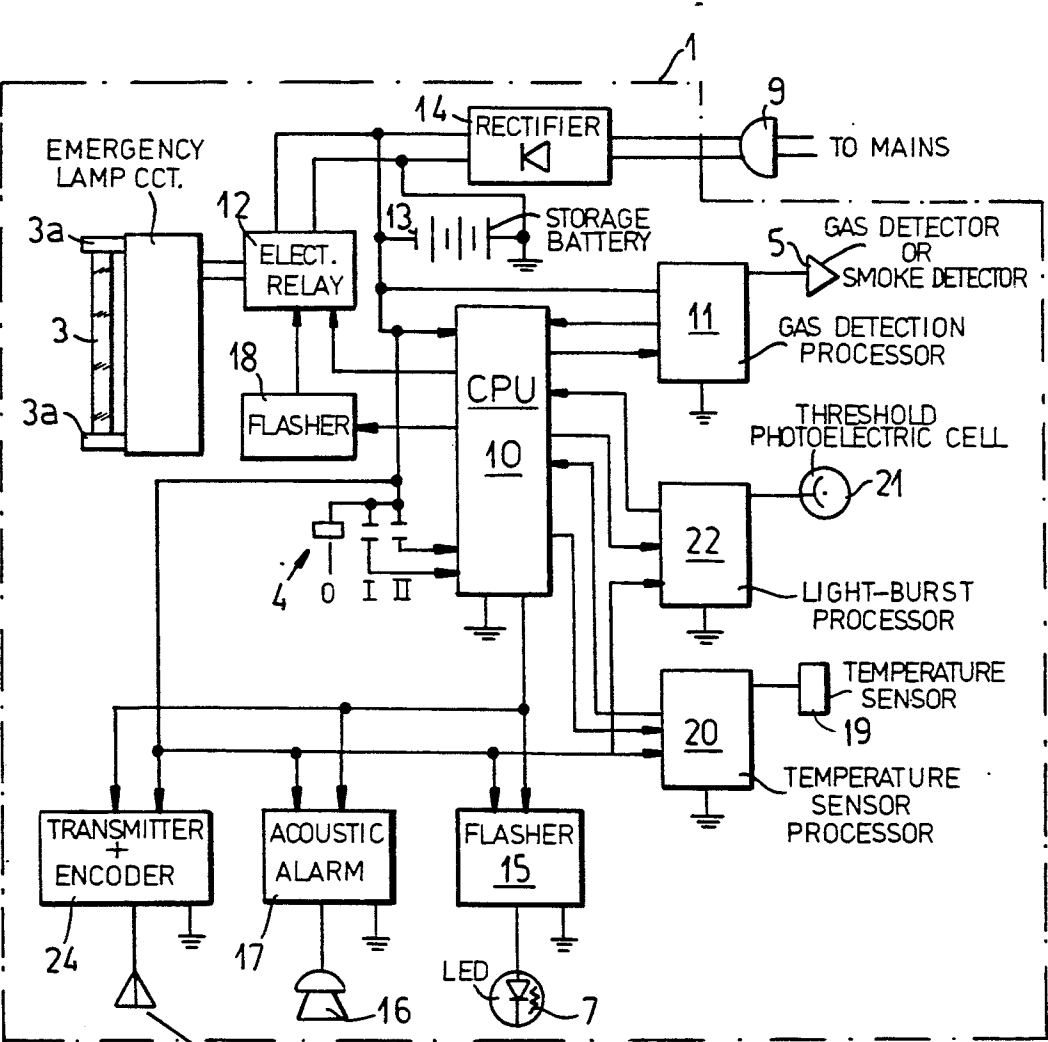 1
14
RECTIFIER
9
TO MAINS
EMERGENCY
LAMP CCT.
3a
12
13
STORAGE
BATTERY
ELECT.
RELAY
5
GAS DETECTOR
OR
SMOKE DETECTOR
3
11
GAS DETECTION
PROCESSOR
18
FLASHER
3a
CPU
10
THRESHOLD
PHOTOELECTRIC CELL
21
22
4
0
I
II
LIGHT-BURST
PROCESSOR
TEMPERATURE
SENSOR
19
20
TEMPERATURE
SENSOR
PROCESSOR
TRANSMITTER
+
ENCODER
24
ACOUSTIC
ALARM
17
FLASHER
15
16
LED
7